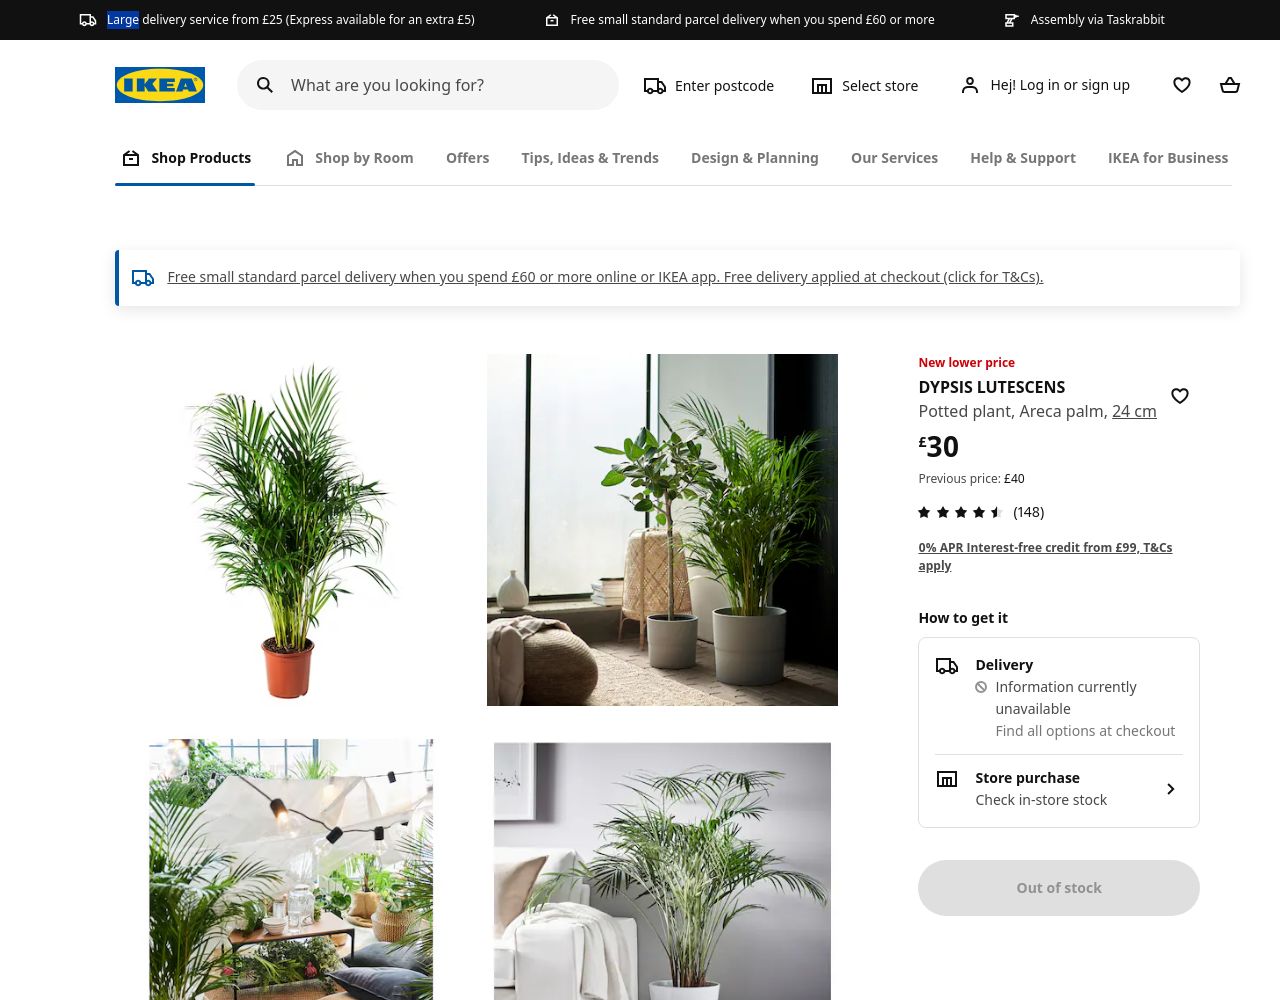 Large delivery service from £25 (Express available for an extra £5)
Free small standard parcel delivery when you spend £60 or more
Assembly via Taskrabbit
IKEA
What are you looking for?
Enter postcode
Select store
Hej! Log in or sign up
Shop Products
Shop by Room
Offers
Tips, Ideas & Trends
Design & Planning
Our Services
Help & Support
IKEA for Business
Free small standard parcel delivery when you spend £60 or more online or IKEA app. Free delivery applied at checkout (click for T&Cs).
New lower price
DYPSIS LUTESCENS
Potted plant, Areca palm, 24 cm
£30
Previous price: £40
(148)
0% APR Interest-free credit from £99, T&Cs
apply
How to get it
Delivery
Information currently
unavailable
Find all options at checkout
Store purchase
Check in-store stock
Out of stock